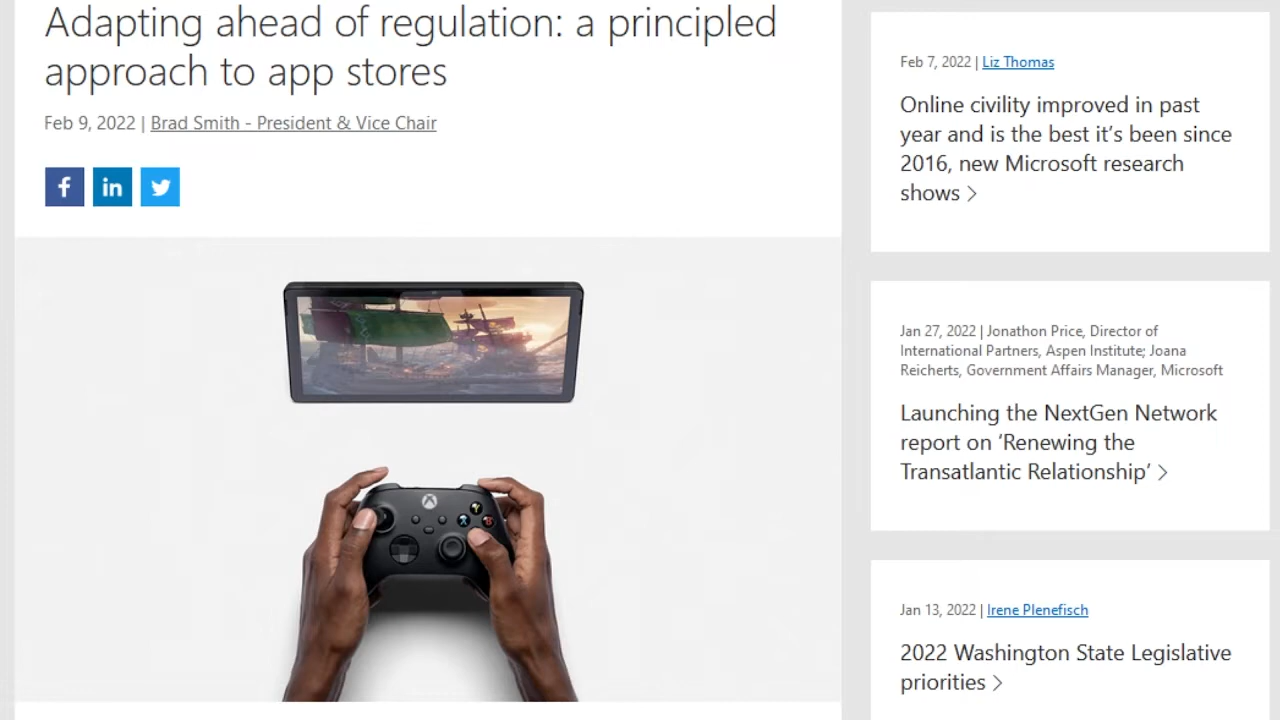 Adapting ahead of regulation: a principled
approach to app stores
Feb 9, 2022 | Brad Smith - President & Vice Chair
f
in
Feb 7, 2022 | Liz Thomas
Online civility improved in past
year and is the best it’s been since
2016, new Microsoft research
shows >
Jan 27, 2022 | Jonathon Price, Director of
International Partners, Aspen Institute; Joana
Reicherts, Government Affairs Manager, Microsoft
Launching the NextGen Network
report on ‘Renewing the
Transatlantic Relationship’ >
Jan 13, 2022 | Irene Plenefisch
2022 Washington State Legislative
priorities >